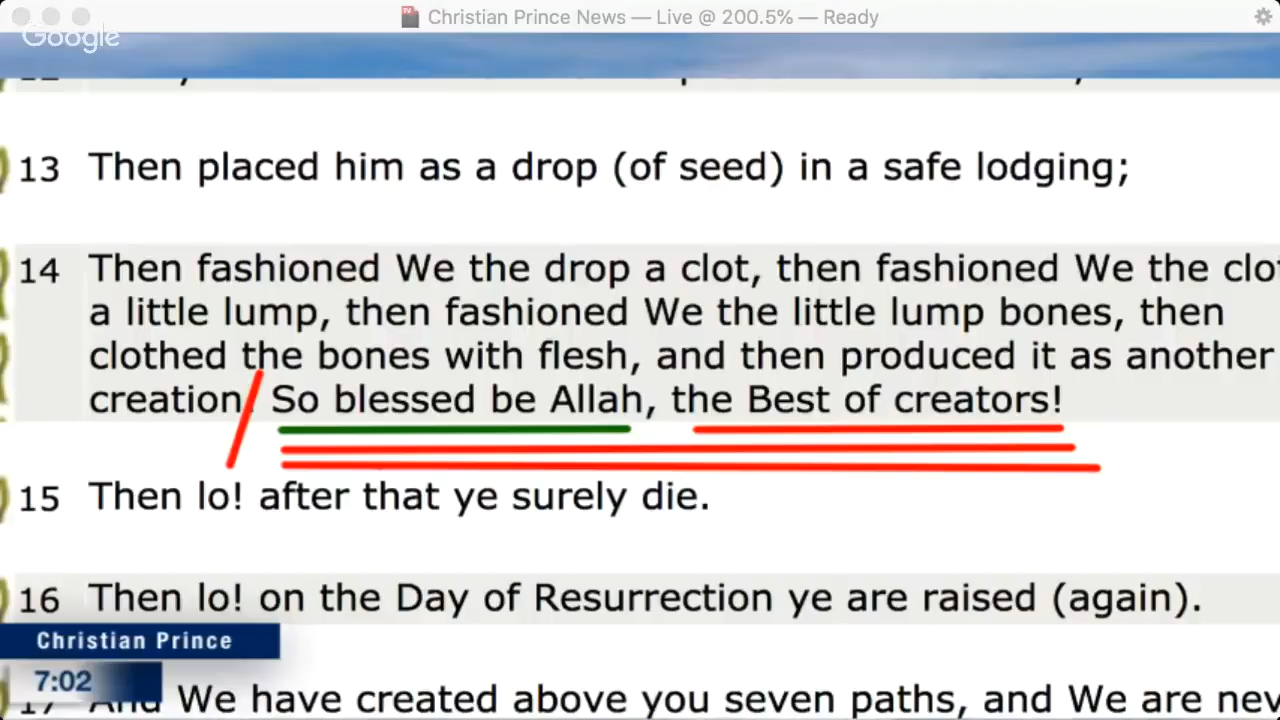 Christian Prince News — Live @ 200.5% — Ready
Google
13 Then placed him as a drop (of seed) in a safe lodging;
14 Then fashioned We the drop a clot, then fashioned We the clot
a little lump, then fashioned We the little lump bones, then
clothed the bones with flesh, and then produced it as another
creation. So blessed be Allah, the Best of creators!
15 Then lo! after that ye surely die.
16 Then lo! on the Day of Resurrection ye are raised (again).
Christian Prince
7:02
17 And We have created above you seven paths, and We are nev